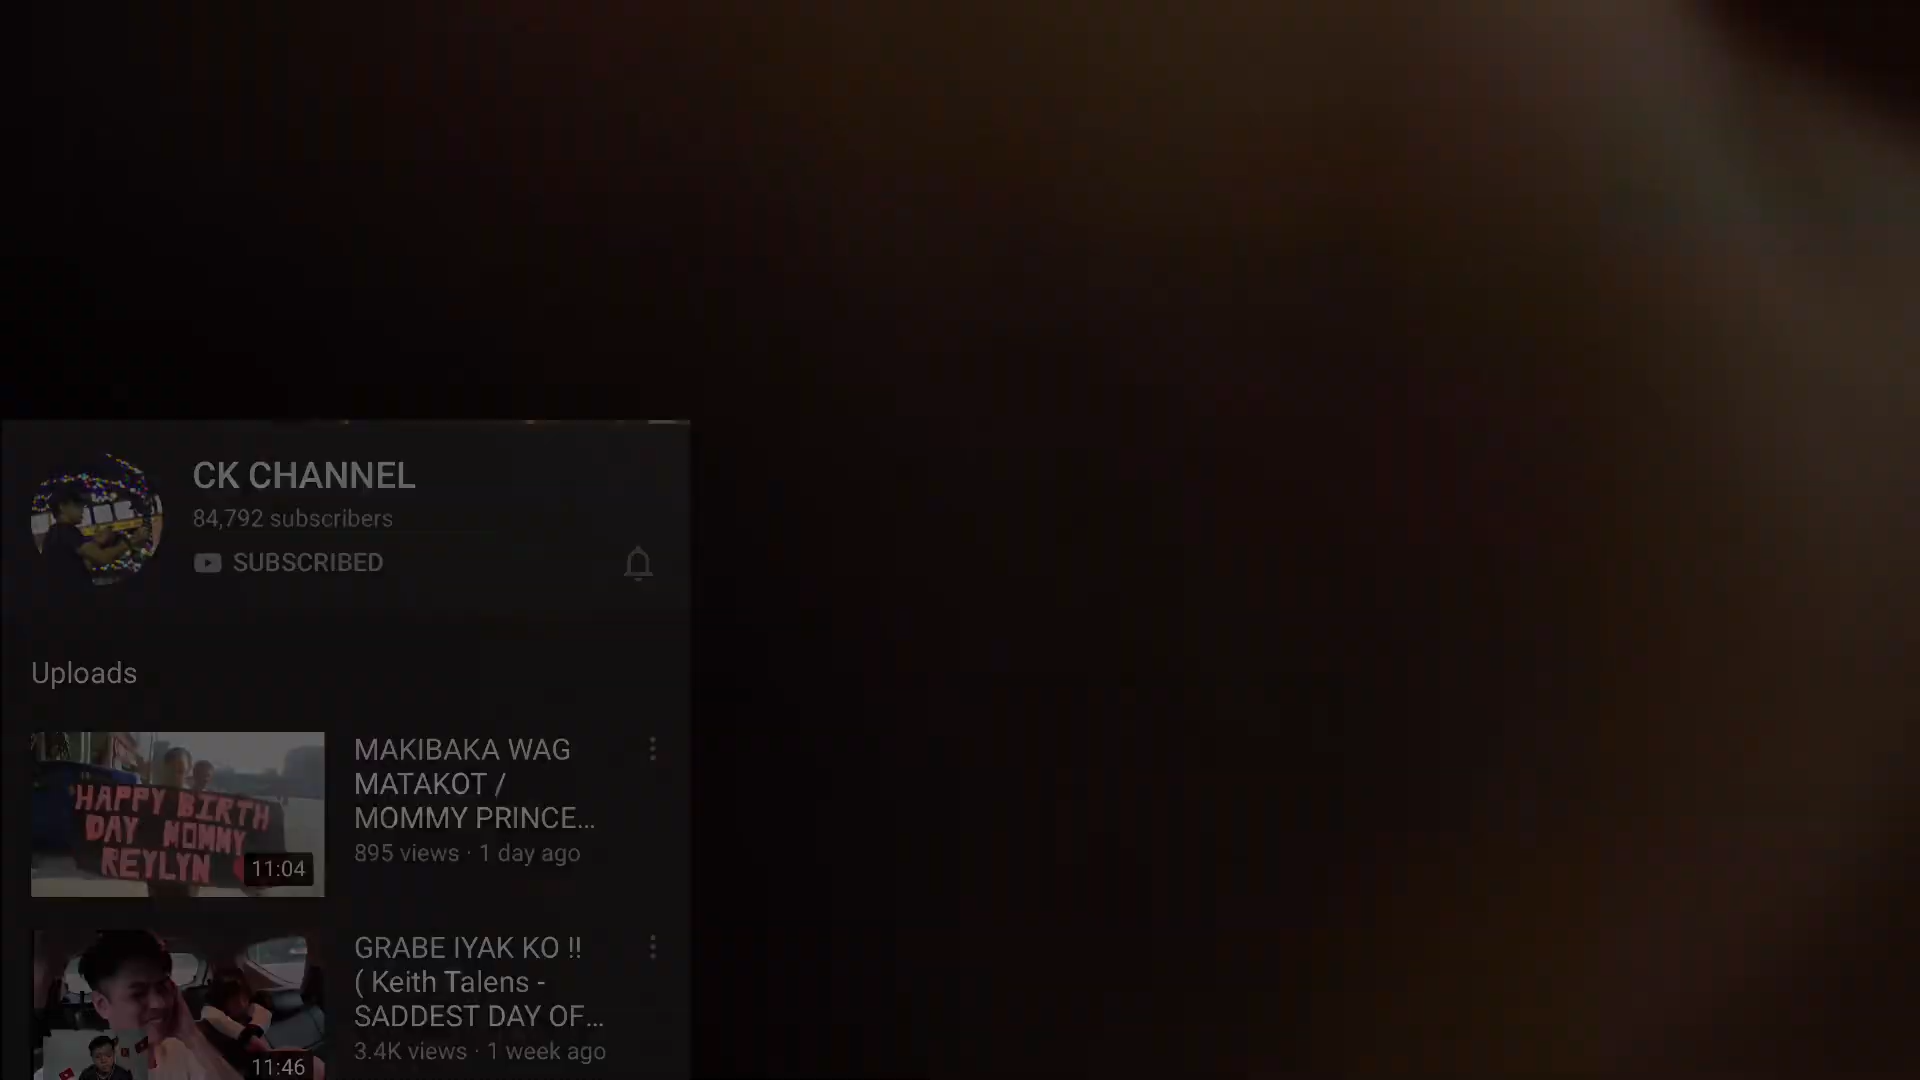 CK CHANNEL
84,792 subscribers
SUBSCRIBED
Uploads
HAPPY BIRTH
DAY MOMMY
REYLYN
11:04
MAKIBAKA WAG
MATAKOT /
MOMMY PRINCE...
895 views · 1 day ago
GRABE IYAK KO !!
( Keith Talens -
SADDEST DAY OF...
3.4K views · 1 week ago
11:46